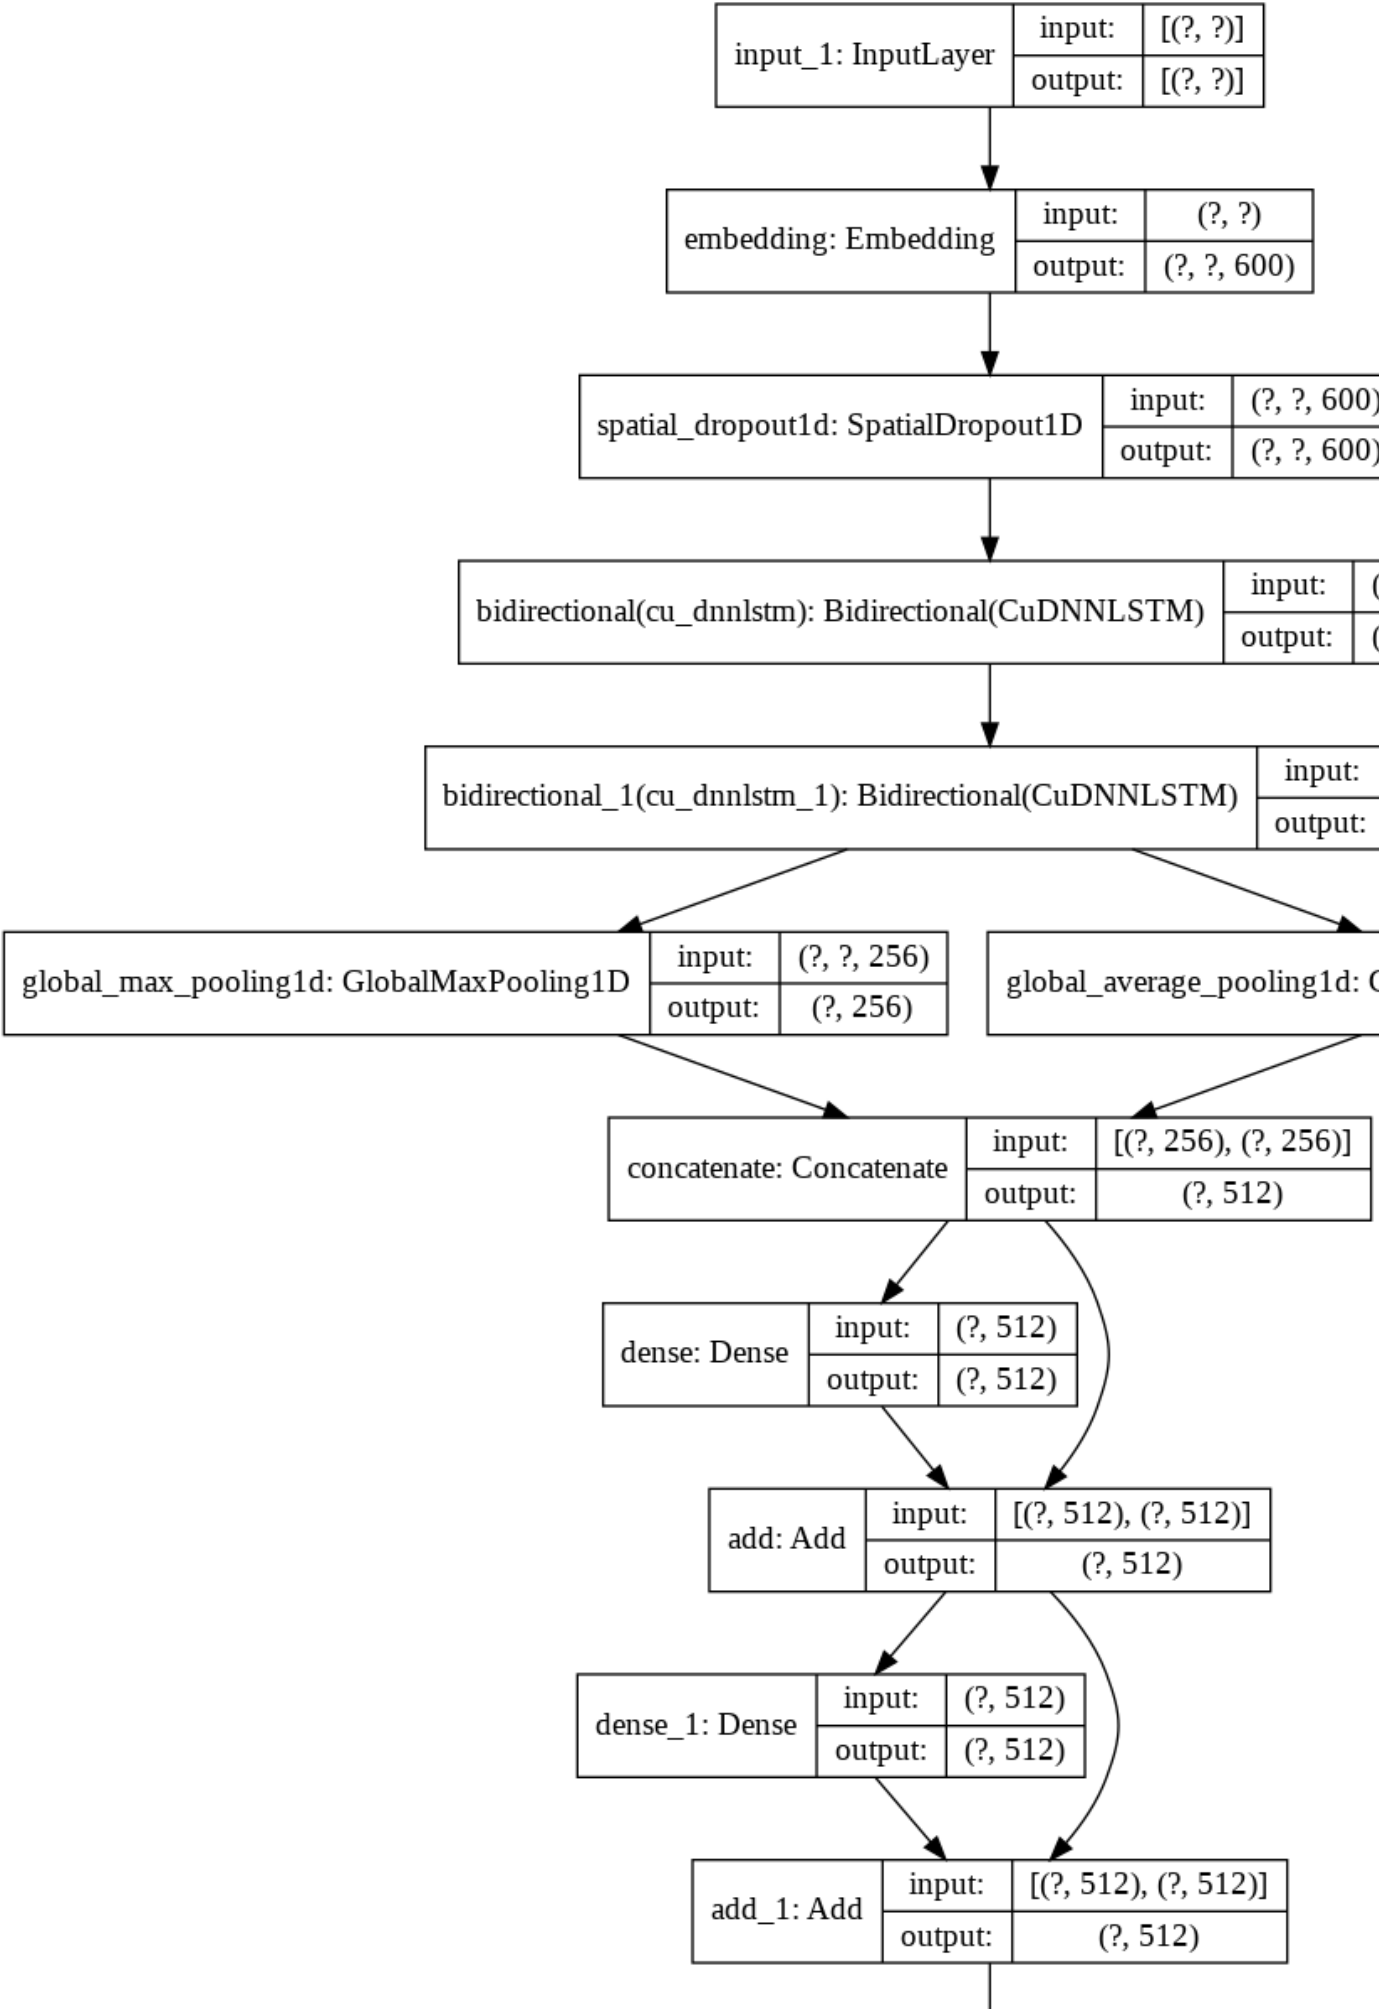 input_1: InputLayer
input: [(?, ?)]
output: [(?, ?)]
embedding: Embedding
input: (?, ?)
output: (?, ?, 600)
spatial_dropout1d: SpatialDropout1D
input: (?, ?, 600)
output: (?, ?, 600)
bidirectional(cu_dnnlstm): Bidirectional(CuDNNLSTM)
input: (
output: (
bidirectional_1(cu_dnnlstm_1): Bidirectional(CuDNNLSTM)
input:
output:
global_max_pooling1d: GlobalMaxPooling1D
input: (?, ?, 256)
output: (?, 256)
global_average_pooling1d:
concatenate: Concatenate
input: [(?, 256), (?, 256)]
output: (?, 512)
dense: Dense
input: (?, 512)
output: (?, 512)
add: Add
input: [(?, 512), (?, 512)]
output: (?, 512)
dense_1: Dense
input: (?, 512)
output: (?, 512)
add_1: Add
input: [(?, 512), (?, 512)]
output: (?, 512)